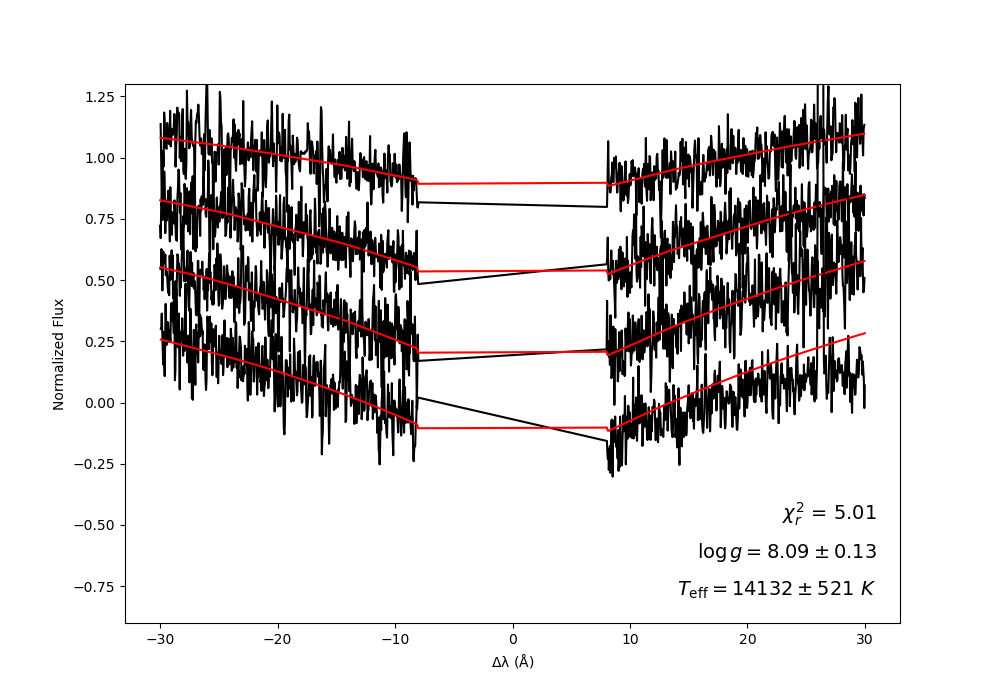 Normalized Flux
1.25
1.00
0.75
0.50
0.25
0.00
−0.25
−0.50
−0.75
χ²ᵣ = 5.01
log g = 8.09 ± 0.13
T_eff = 14132 ± 521 K
−30 −20 −10 0 10 20 30
Δλ (Å)